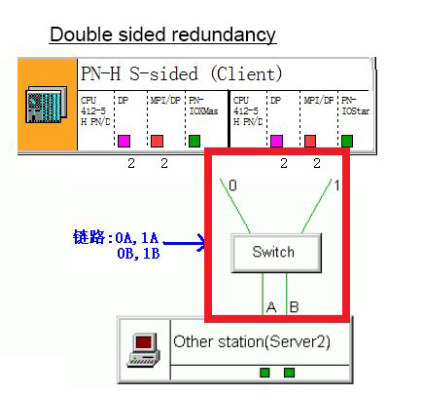 Double sided redundancy
PN-H S-sided (Client)
CPU 412-5 H PN/D
DP
MPI/DP
PN-IOXMas
CPU 412-5 H PN/D
DP
MPI/DP
PN-IOStar
2 2 2 2
0 1
链路:0A,1A
0B,1B
Switch
A B
Other station(Server2)